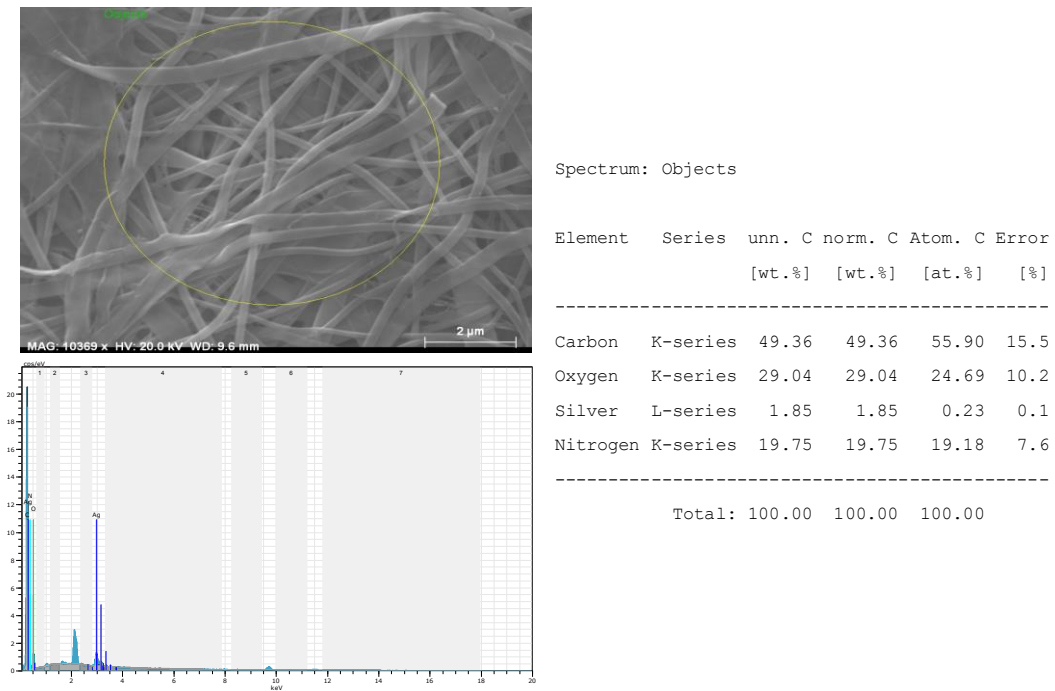 Objects
MAG: 10369 x HV: 20.0 kV WD: 9.6 mm
2 µm
cps/eV
1 2 3 4 5 6 7
20
18
16
14
12
10
8
6
4
2
0
N
Ag
O
C
Ag
2 4 6 8 10 12 14 16 18 20
keV
Spectrum: Objects
Element Series unn. C norm. C Atom. C Error
[wt.%] [wt.%] [at.%] [%]
Carbon K-series 49.36 49.36 55.90 15.5
Oxygen K-series 29.04 29.04 24.69 10.2
Silver L-series 1.85 1.85 0.23 0.1
Nitrogen K-series 19.75 19.75 19.18 7.6
Total: 100.00 100.00 100.00